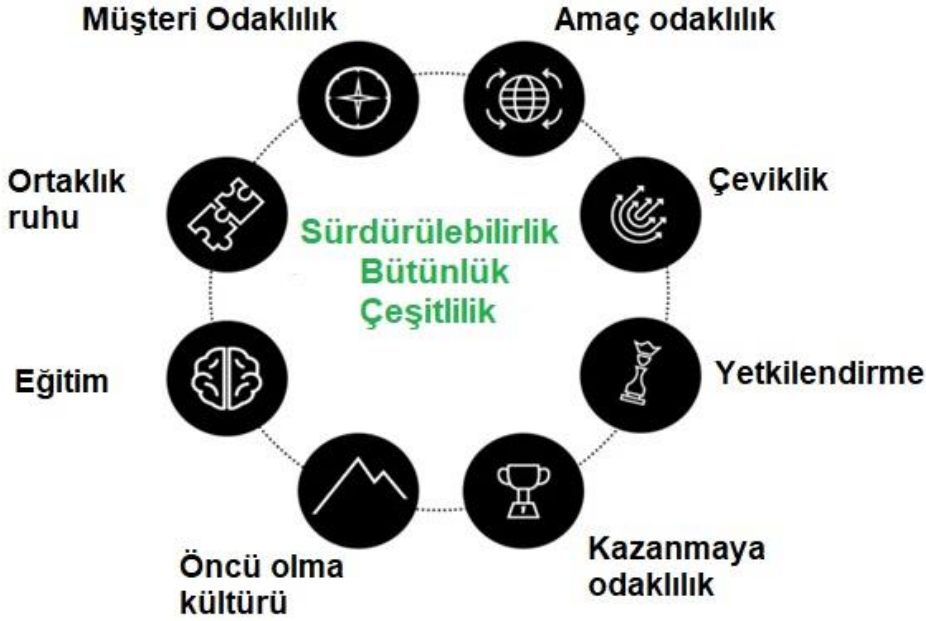 Müşteri Odaklılık
Amaç odaklılık
Ortaklık
ruhu
Çeviklik
Sürdürülebilirlik
Bütünlük
Çeşitlilik
Eğitim
Yetkilendirme
Öncü olma
kültürü
Kazanmaya
odaklılık